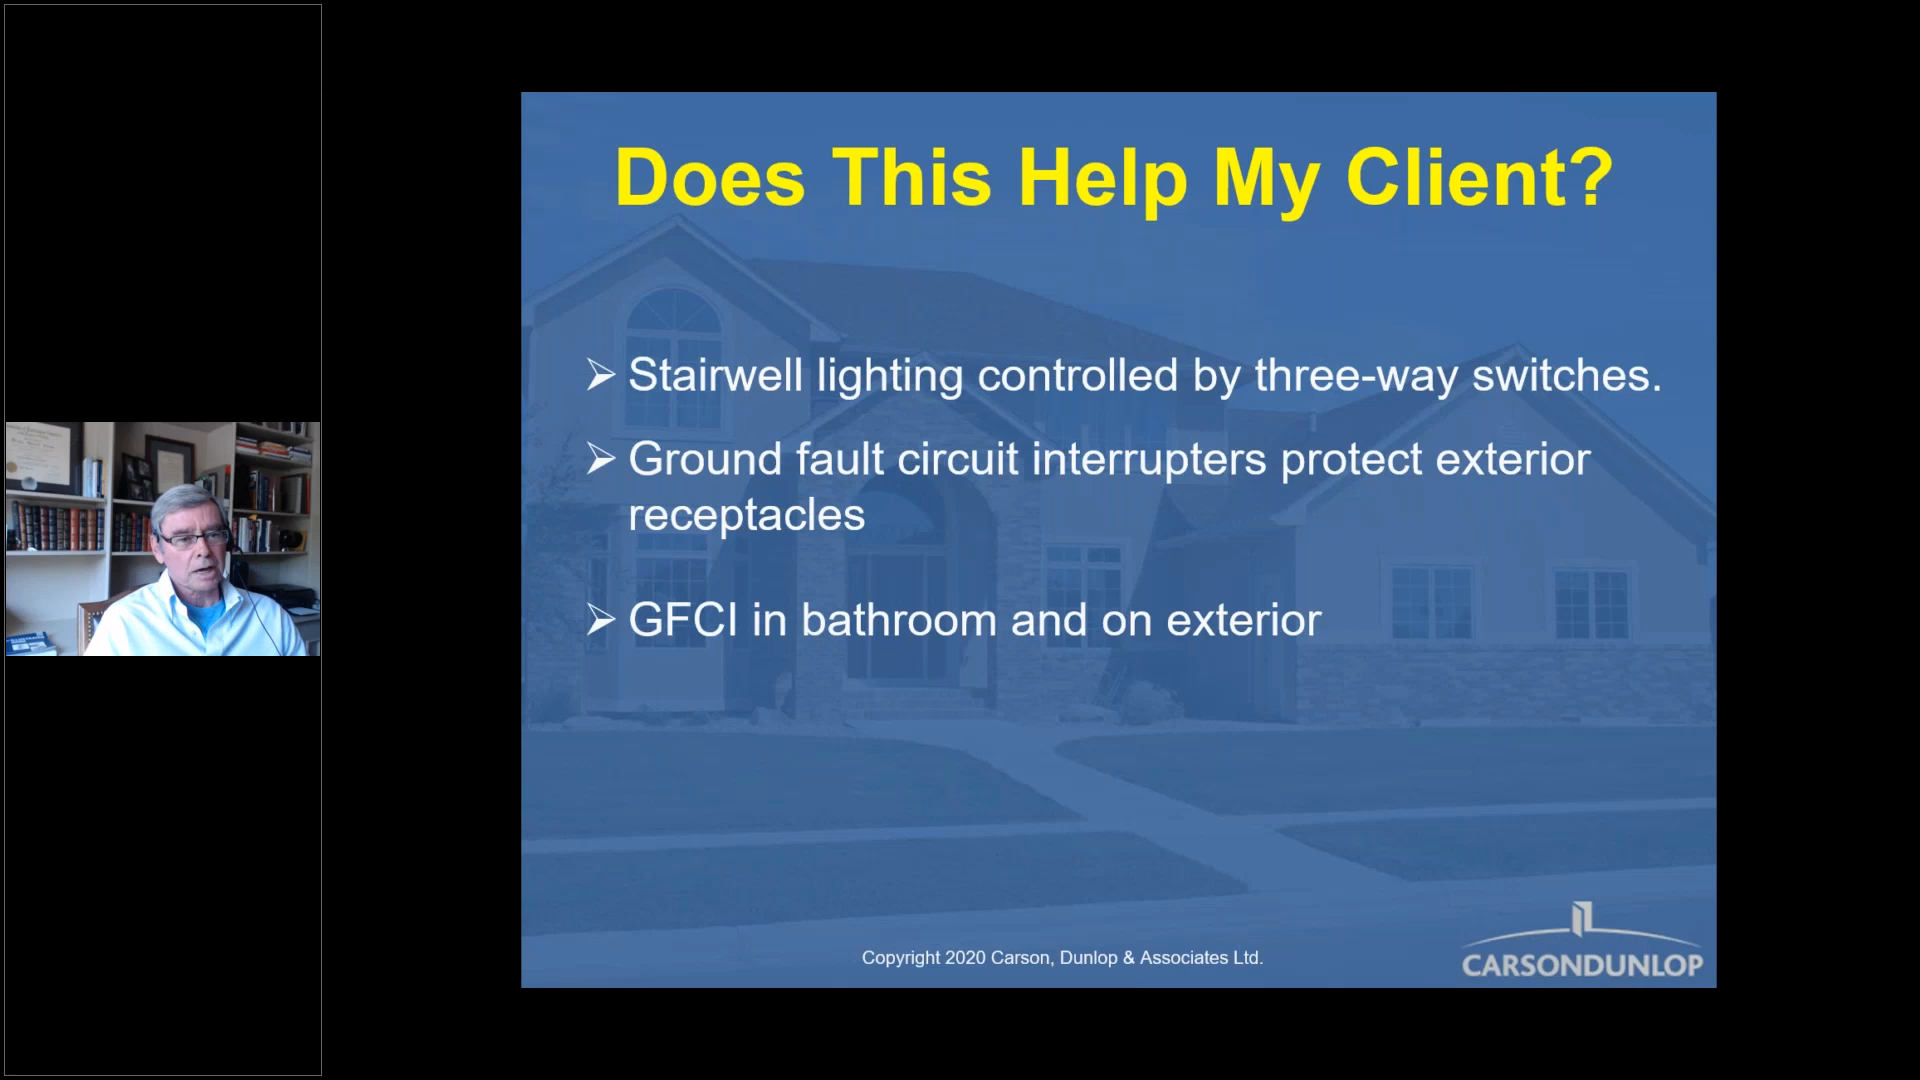 Does This Help My Client?
➢ Stairwell lighting controlled by three-way switches.
➢ Ground fault circuit interrupters protect exterior
receptacles
➢ GFCI in bathroom and on exterior
Copyright 2020 Carson, Dunlop & Associates Ltd.
CARSONDUNLOP